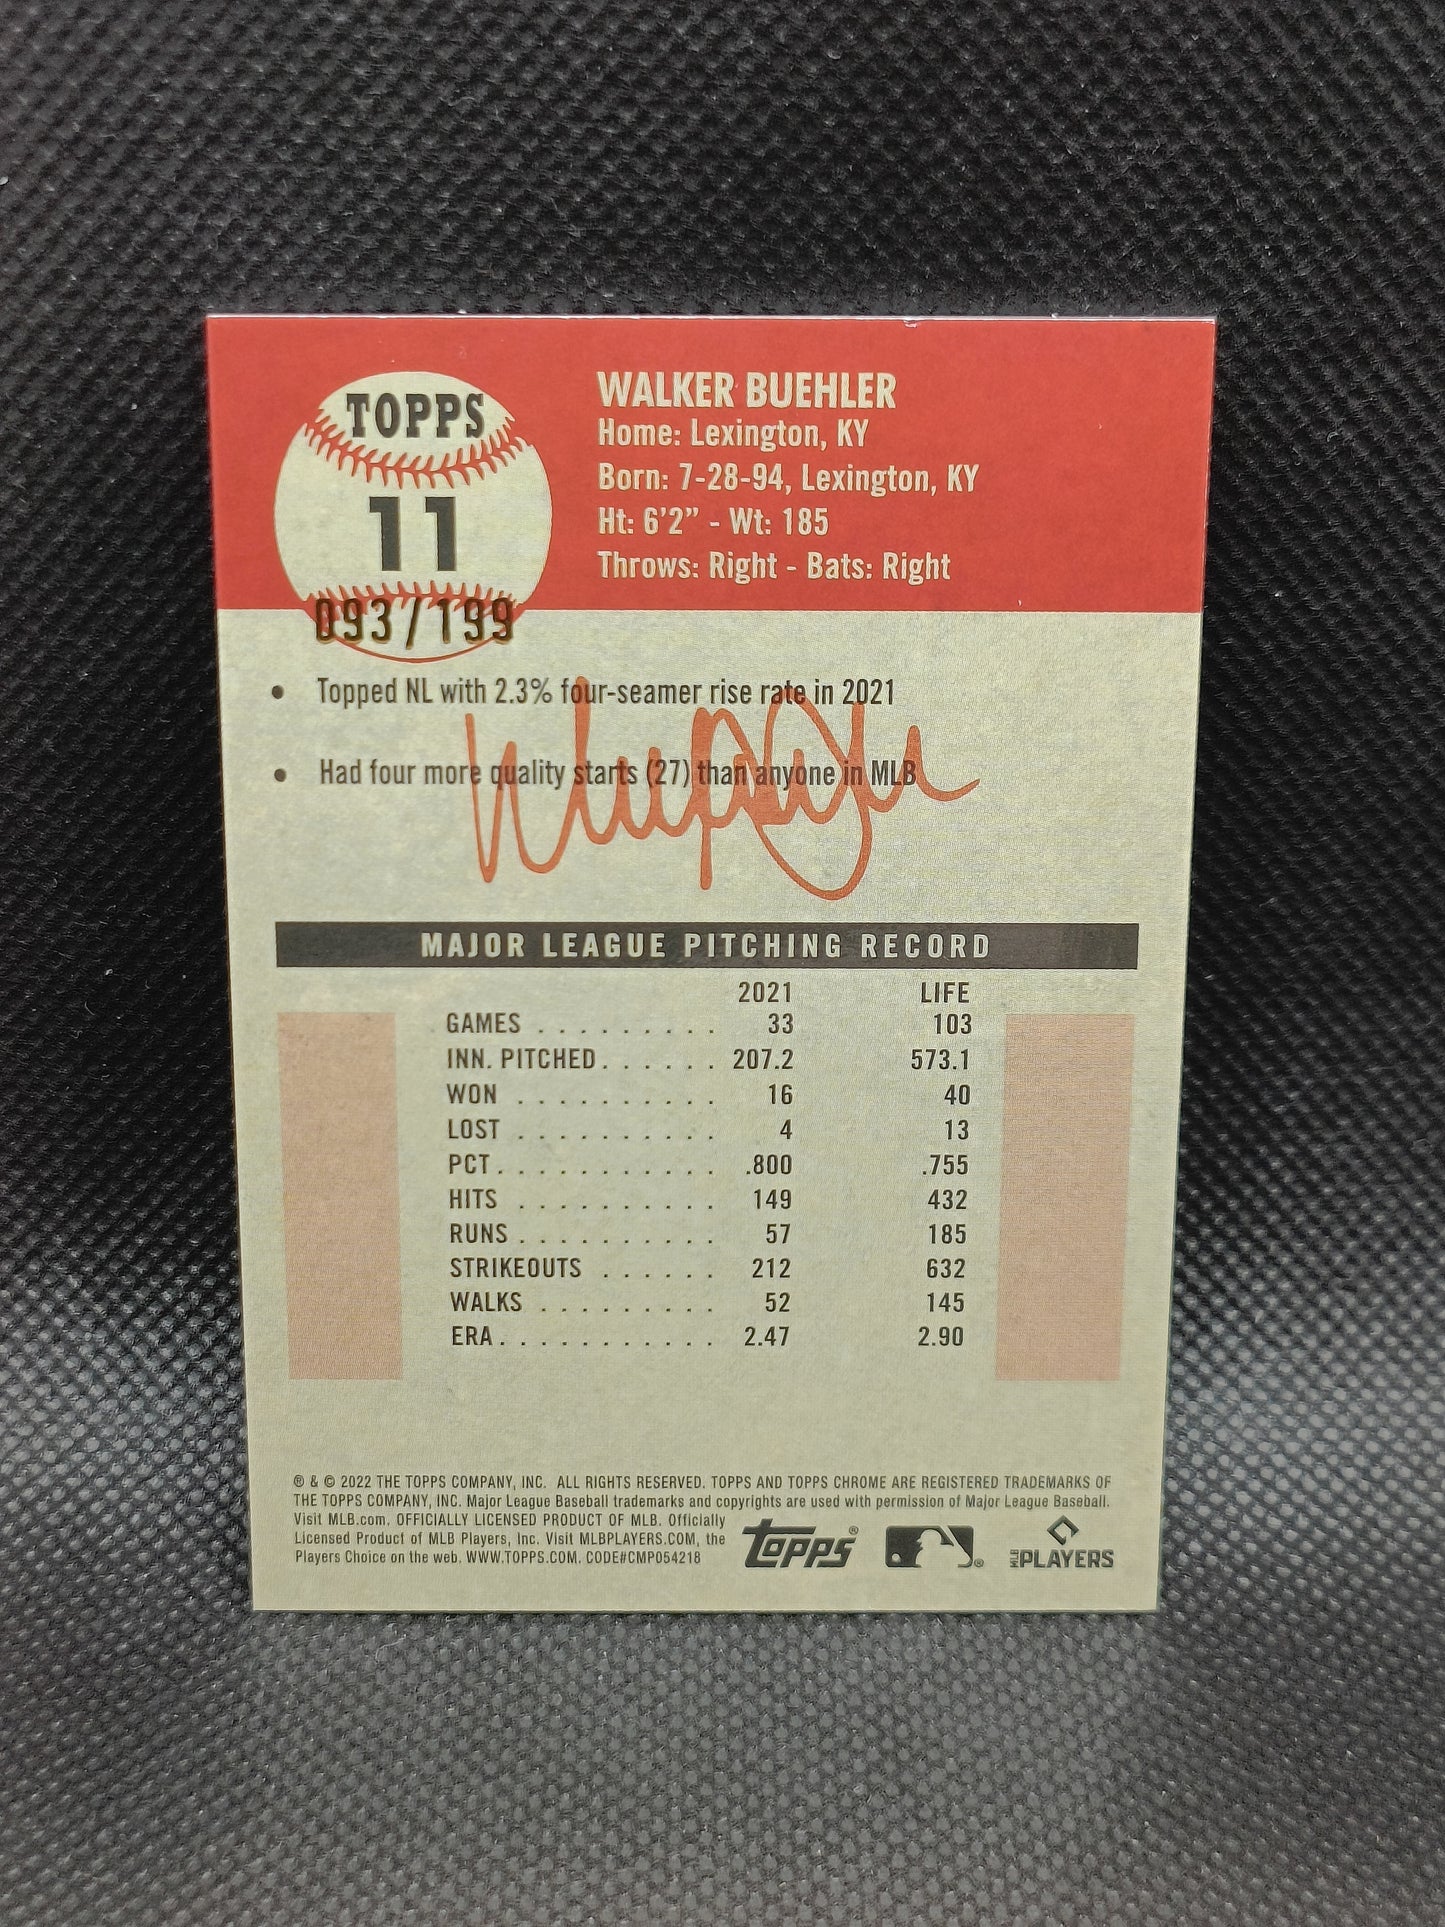 TOPPS
11
093/199
WALKER BUEHLER
Home: Lexington, KY
Born: 7-28-94, Lexington, KY
Ht: 6'2” - Wt: 185
Throws: Right - Bats: Right
• Topped NL with 2.3% four-seamer rise rate in 2021
• Had four more quality starts (27) than anyone in MLB
MAJOR LEAGUE PITCHING RECORD
2021 LIFE
GAMES . . . . . . . . . 33 103
INN. PITCHED . . . . . . 207.2 573.1
WON . . . . . . . . . . 16 40
LOST . . . . . . . . . . 4 13
PCT. . . . . . . . . . . .800 .755
HITS . . . . . . . . . . 149 432
RUNS . . . . . . . . . . 57 185
STRIKEOUTS . . . . . . 212 632
WALKS . . . . . . . . . 52 145
ERA. . . . . . . . . . . 2.47 2.90
® & © 2022 THE TOPPS COMPANY, INC. ALL RIGHTS RESERVED. TOPPS AND TOPPS CHROME ARE REGISTERED TRADEMARKS OF
THE TOPPS COMPANY, INC. Major League Baseball trademarks and copyrights are used with permission of Major League Baseball.
Visit MLB.com. OFFICIALLY LICENSED PRODUCT OF MLB. Officially
Licensed Product of MLB Players, Inc. Visit MLBPLAYERS.COM, the
Players Choice on the web. WWW.TOPPS.COM. CODE#CMP054218
topps®
®
MLB PLAYERS